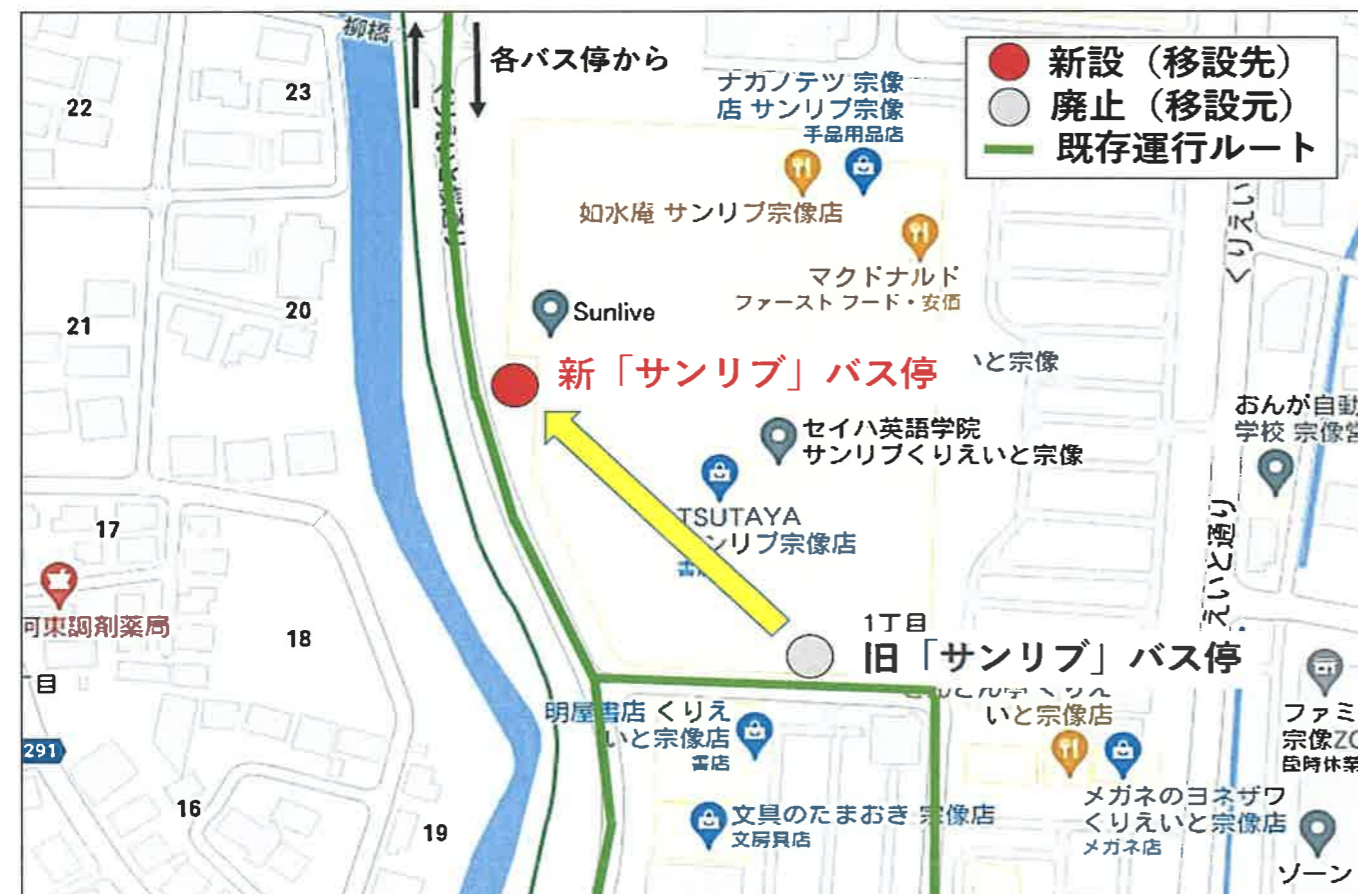 柳橋
各バス停から
新設（移設先）
廃止（移設元）
既存運行ルート
22
23
ナカノテツ 宗像
店 サンリブ宗像
手品用品店
如水庵 サンリブ宗像店
マクドナルド
ファースト フード・安価
くりえい
21
20
Sunlive
新「サンリブ」バス停
いと宗像
セイハ英語学院
サンリブくりえいと宗像
おんが自動
学校 宗像営
TSUTAYA
ンリブ宗像店
17
河東調剤薬局
18
えいと通り
1丁目
旧「サンリブ」バス停
目
いと宗像店
明屋書店 くりえ
いと宗像店
書店
291
ファミ
宗像ZO
臨時休業
16
19
文具のたまおき 宗像店
文房具店
メガネのヨネザワ
くりえいと宗像店
メガネ店
ゾーン